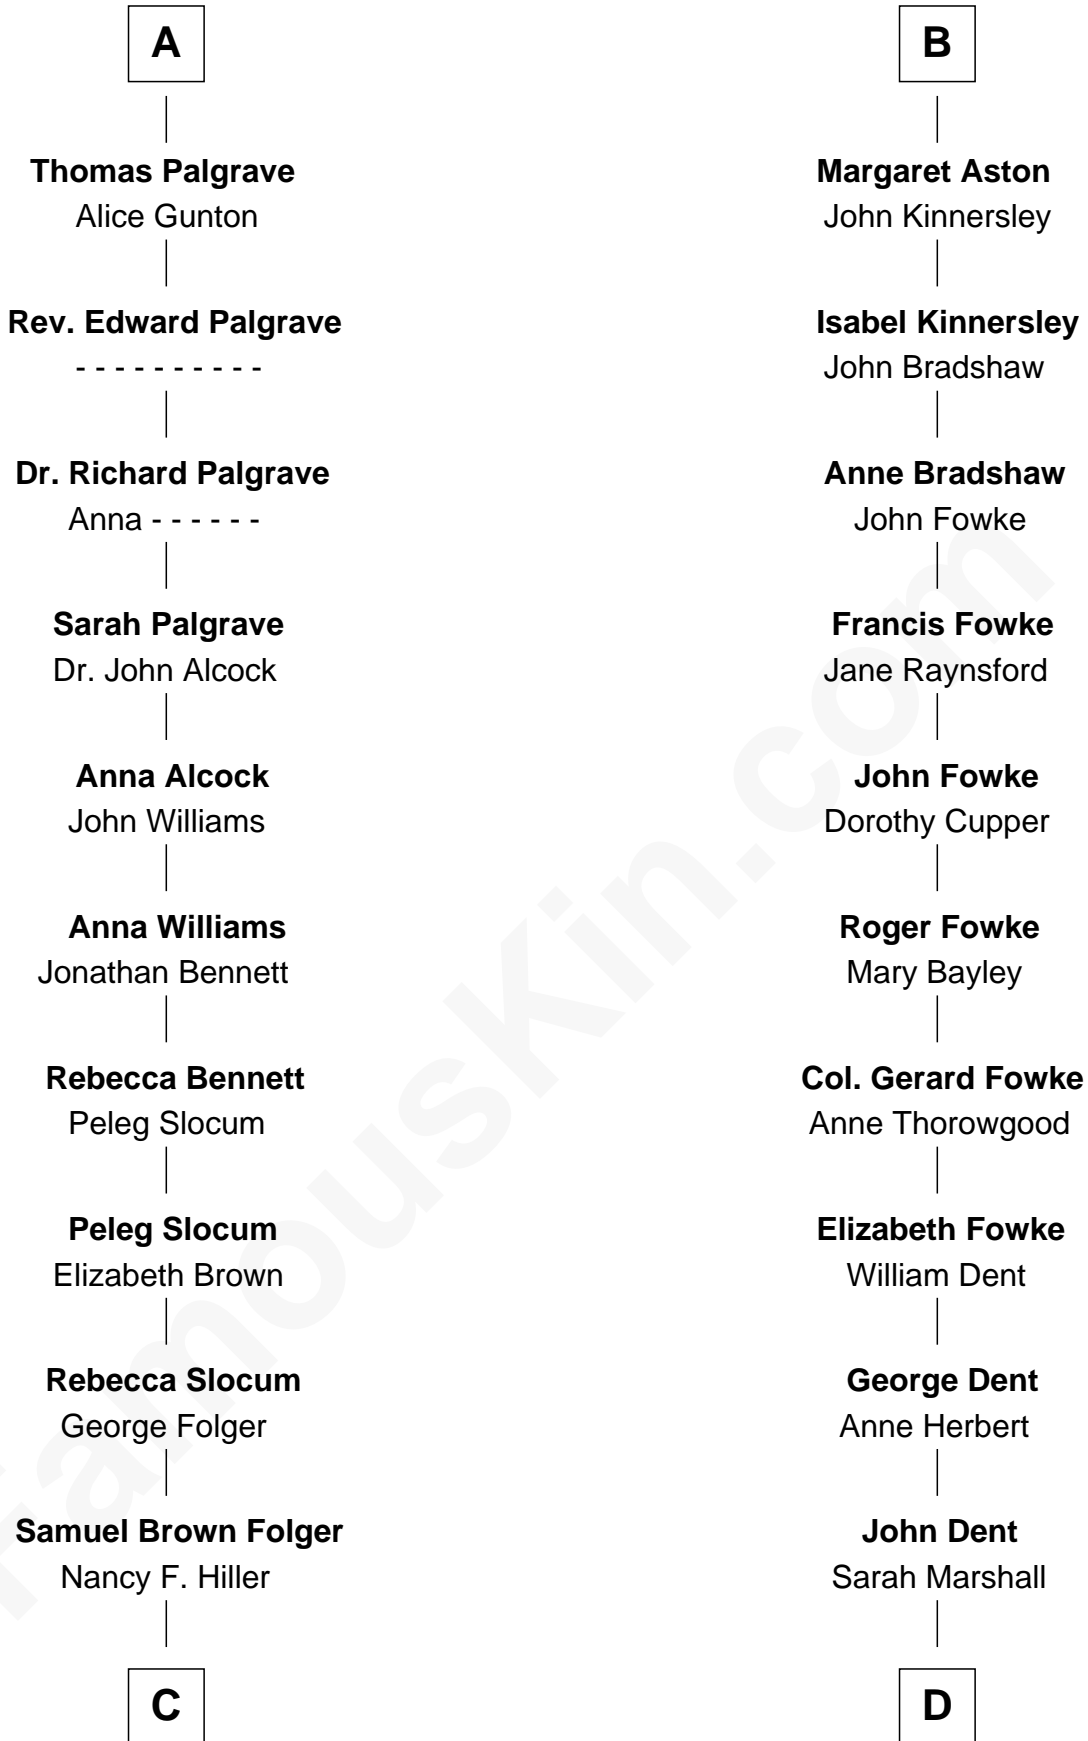 A
Thomas Palgrave
Alice Gunton
Rev. Edward Palgrave
- - - - - - - - - -
Dr. Richard Palgrave
Anna - - - - - -
Sarah Palgrave
Dr. John Alcock
Anna Alcock
John Williams
Anna Williams
Jonathan Bennett
Rebecca Bennett
Peleg Slocum
Peleg Slocum
Elizabeth Brown
Rebecca Slocum
George Folger
Samuel Brown Folger
Nancy F. Hiller
C
B
Margaret Aston
John Kinnersley
Isabel Kinnersley
John Bradshaw
Anne Bradshaw
John Fowke
Francis Fowke
Jane Raynsford
John Fowke
Dorothy Cupper
Roger Fowke
Mary Bayley
Col. Gerard Fowke
Anne Thorowgood
Elizabeth Fowke
William Dent
George Dent
Anne Herbert
John Dent
Sarah Marshall
D
FamousKin.com